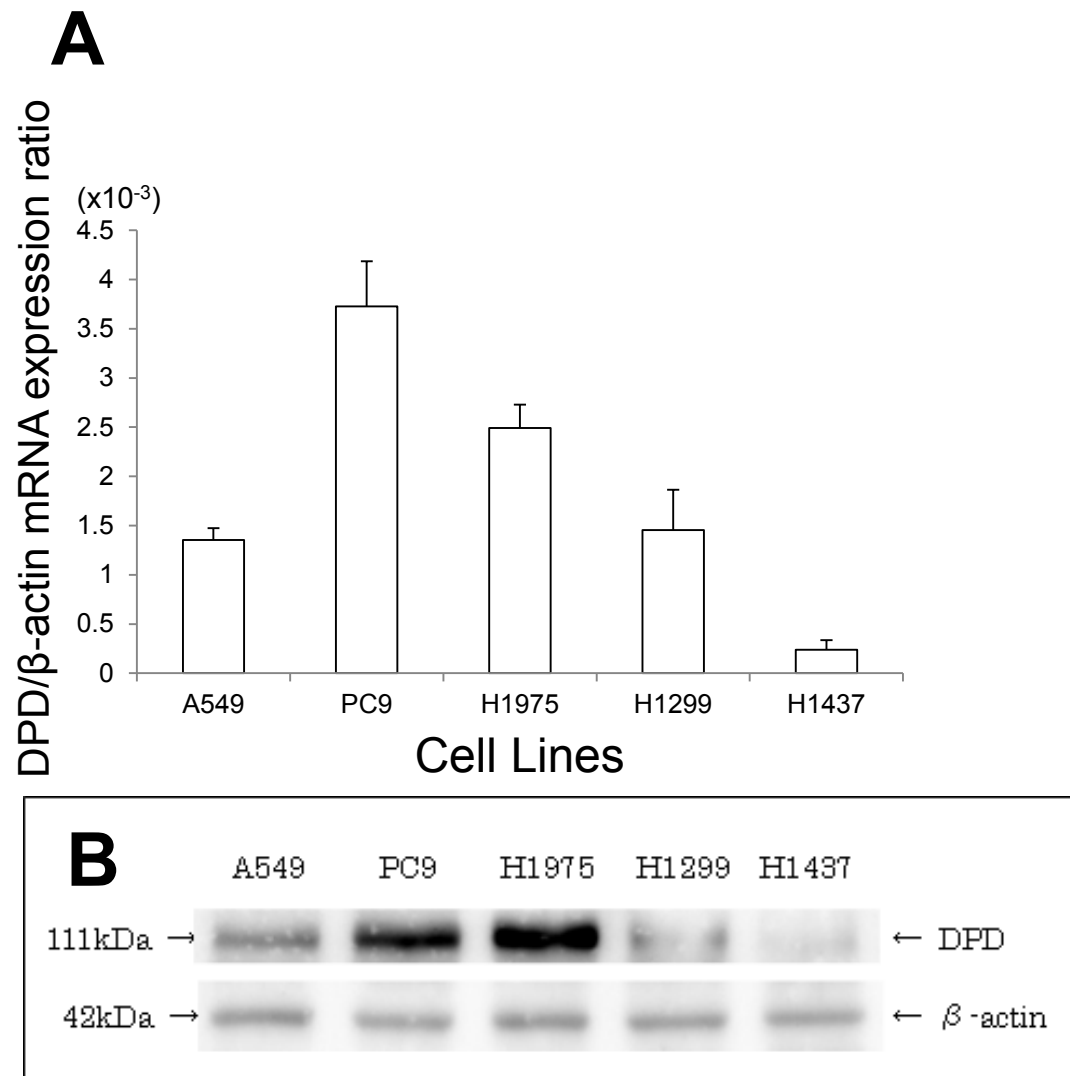 A
DPD/β-actin mRNA expression ratio
(x10-3)
4.5
4
3.5
3
2.5
2
1.5
1
0.5
0
A549 PC9 H1975 H1299 H1437
Cell Lines
B
A549 PC9 H1975 H1299 H1437
111kDa → ← DPD
42kDa → ← β-actin